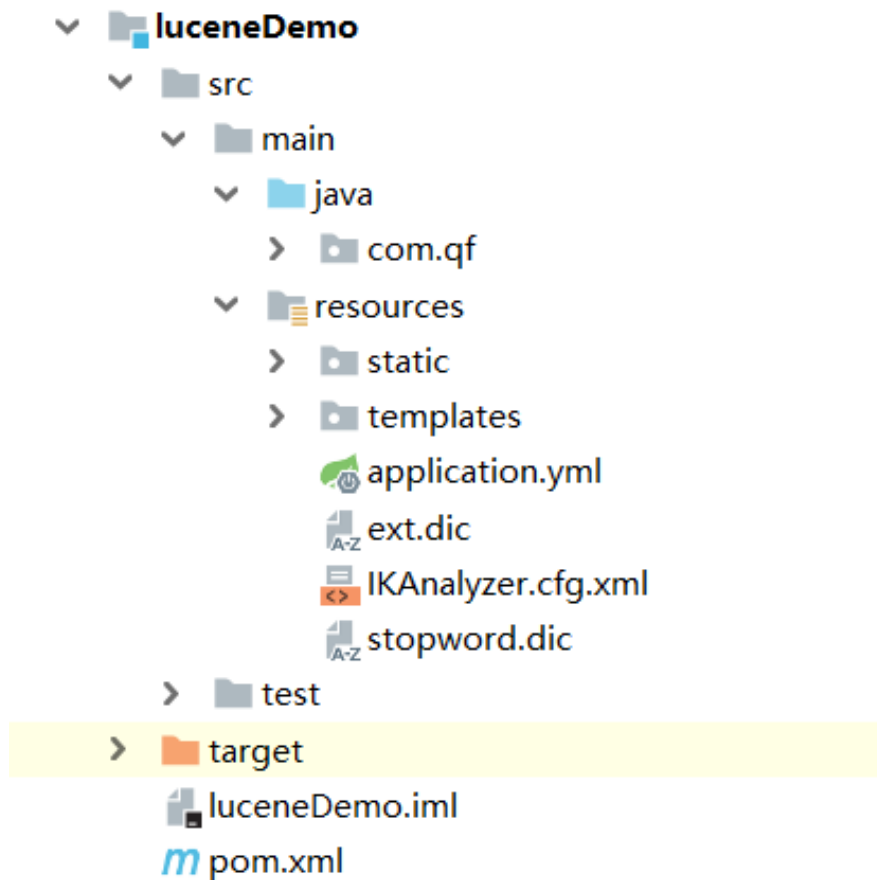 luceneDemo
src
main
java
com.qf
resources
static
templates
application.yml
ext.dic
IKAnalyzer.cfg.xml
stopword.dic
test
target
luceneDemo.iml
pom.xml